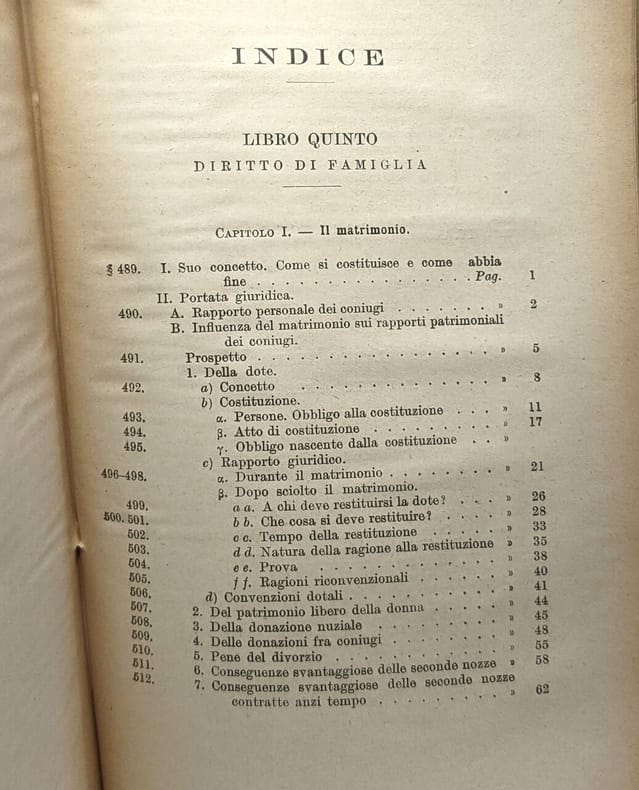 INDICE
LIBRO QUINTO
DIRITTO DI FAMIGLIA
CAPITOLO I. — Il matrimonio.
§ 489. I. Suo concetto. Come si costituisce e come abbia
fine . . . . . . . . . . . . . . . . Pag. 1
II. Portata giuridica.
490. A. Rapporto personale dei coniugi . . . . . . . » 2
B. Influenza del matrimonio sui rapporti patrimoniali
dei coniugi.
491. Prospetto . . . . . . . . . . . . . . . . » 5
1. Della dote.
492. a) Concetto . . . . . . . . . . . . . » 8
b) Costituzione.
493. α. Persone. Obbligo alla costituzione . . . » 11
494. β. Atto di costituzione . . . . . . . . » 17
495. γ. Obbligo nascente dalla costituzione . . »
c) Rapporto giuridico.
496-498. α. Durante il matrimonio . . . . . . . . » 21
β. Dopo sciolto il matrimonio.
499. a a. A chi deve restituirsi la dote? . . . » 26
500. 501. b b. Che cosa si deve restituire? . . . . » 28
502. c c. Tempo della restituzione . . . . . » 33
503. d d. Natura della ragione alla restituzione » 35
504. e e. Prova . . . . . . . . . . . » 38
505. f f. Ragioni riconvenzionali . . . . . . » 40
506. d) Convenzioni dotali . . . . . . . . . . » 41
507. 2. Del patrimonio libero della donna . . . . . » 44
508. 3. Della donazione nuziale . . . . . . . . . » 45
509. 4. Delle donazioni fra coniugi . . . . . . . . » 48
510. 5. Pene del divorzio . . . . . . . . . . . » 55
511. 6. Conseguenze svantaggiose delle seconde nozze » 58
512. 7. Conseguenze svantaggiose delle seconde nozze
contratte anzi tempo . . . . . . . . » 62